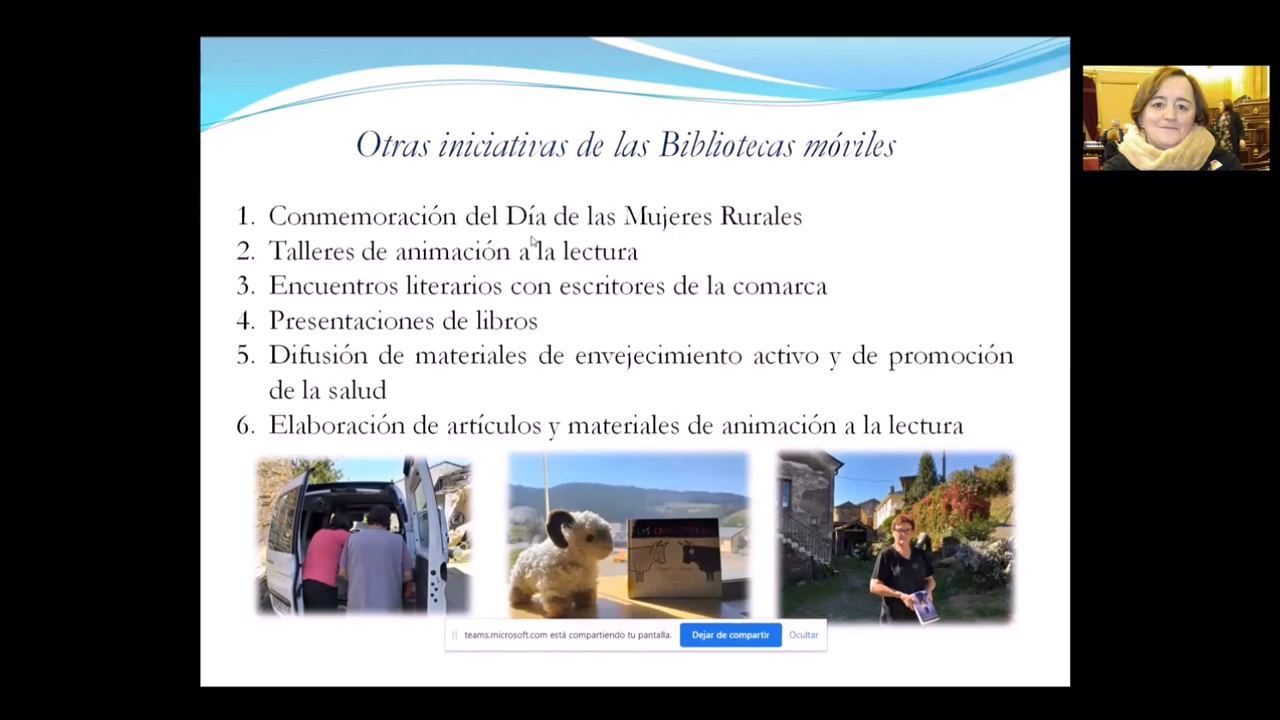 Otras iniciativas de las Bibliotecas móviles
1. Conmemoración del Día de las Mujeres Rurales
2. Talleres de animación a la lectura
3. Encuentros literarios con escritores de la comarca
4. Presentaciones de libros
5. Difusión de materiales de envejecimiento activo y de promoción
de la salud
6. Elaboración de artículos y materiales de animación a la lectura
teams.microsoft.com está compartiendo tu pantalla. Dejar de compartir Ocultar